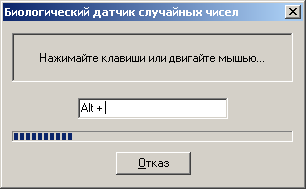 Биологический датчик случайных чисел
Нажимайте клавиши или двигайте мышью...
Alt +
Отказ